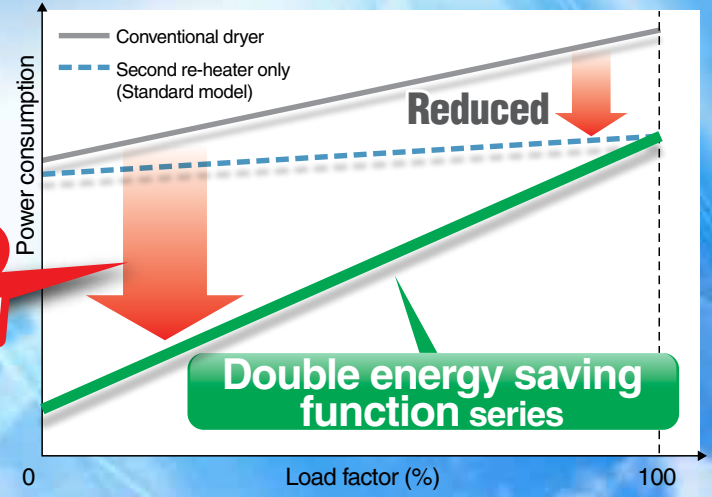 Conventional dryer
Second re-heater only
(Standard model)
Power consumption
Reduced
Double energy saving
function series
0
Load factor (%)
100